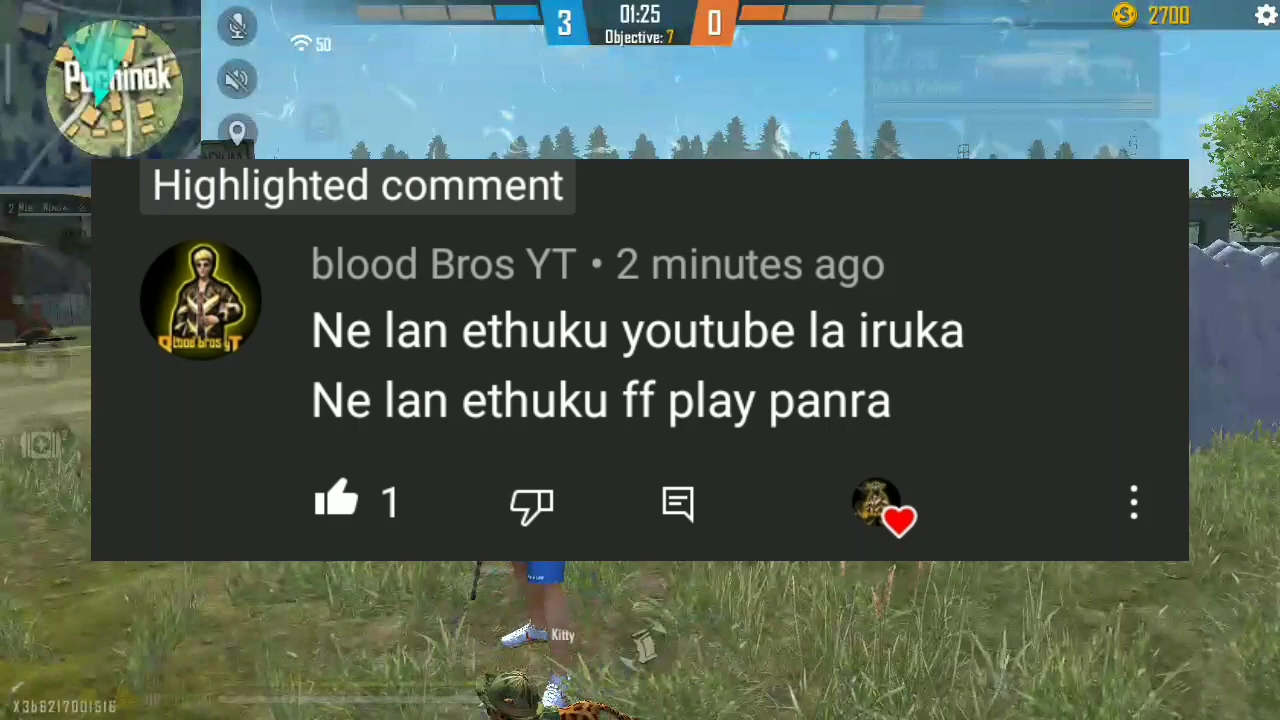 Pochinok
50
3
01:25
0
Objective: 7
2700
Highlighted comment
blood Bros YT • 2 minutes ago
Ne lan ethuku youtube la iruka
Ne lan ethuku ff play panra
1
Kitty